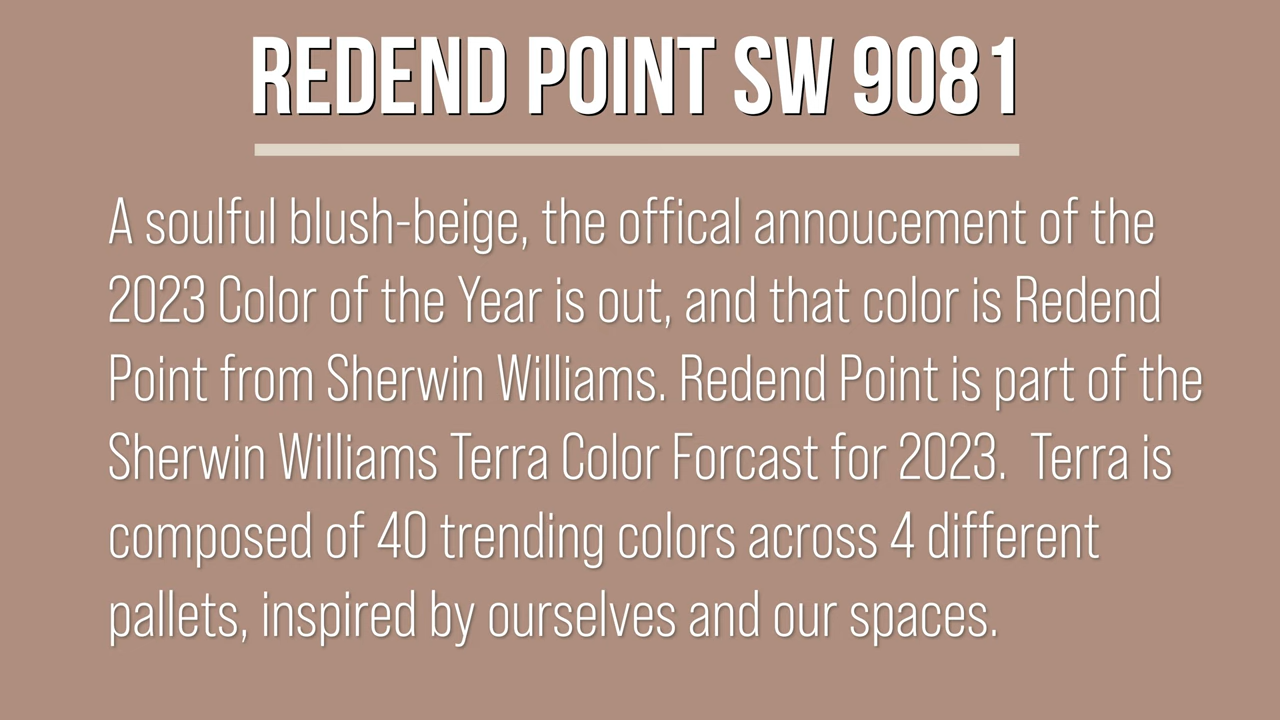 REDEND POINT SW 9081
A soulful blush-beige, the offical annoucement of the
2023 Color of the Year is out, and that color is Redend
Point from Sherwin Williams. Redend Point is part of the
Sherwin Williams Terra Color Forcast for 2023.  Terra is
composed of 40 trending colors across 4 different
pallets, inspired by ourselves and our spaces.